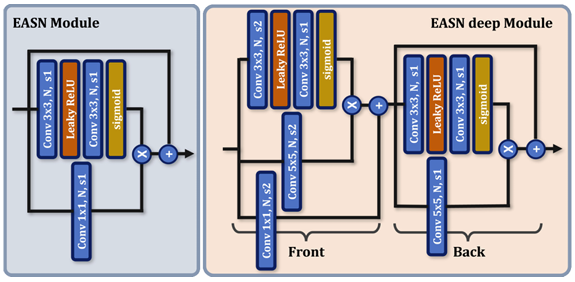 EASN Module
Conv 3x3, N, s1
Leaky ReLU
Conv 3x3, N, s1
sigmoid
X
+
Conv 1x1, N, s1
EASN deep Module
Conv 3x3, N, s2
Leaky ReLU
Conv 3x3, N, s1
sigmoid
X
+
Conv 5x5, N, s2
Conv 1x1, N, s2
Front
Conv 3x3, N, s1
Leaky ReLU
Conv 3x3, N, s1
sigmoid
X
+
Conv 5x5, N, s1
Back